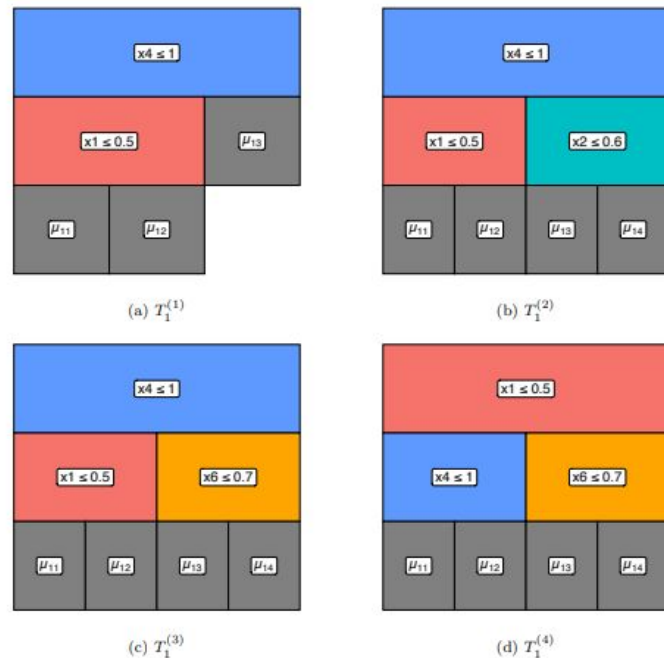 x4 ≤ 1
x1 ≤ 0.5
μ₁₃
μ₁₁ μ₁₂
(a) T₁⁽¹⁾
x4 ≤ 1
x1 ≤ 0.5 x2 ≤ 0.6
μ₁₁ μ₁₂ μ₁₃ μ₁₄
(b) T₁⁽²⁾
x4 ≤ 1
x1 ≤ 0.5 x6 ≤ 0.7
μ₁₁ μ₁₂ μ₁₃ μ₁₄
(c) T₁⁽³⁾
x1 ≤ 0.5
x4 ≤ 1 x6 ≤ 0.7
μ₁₁ μ₁₂ μ₁₃ μ₁₄
(d) T₁⁽⁴⁾